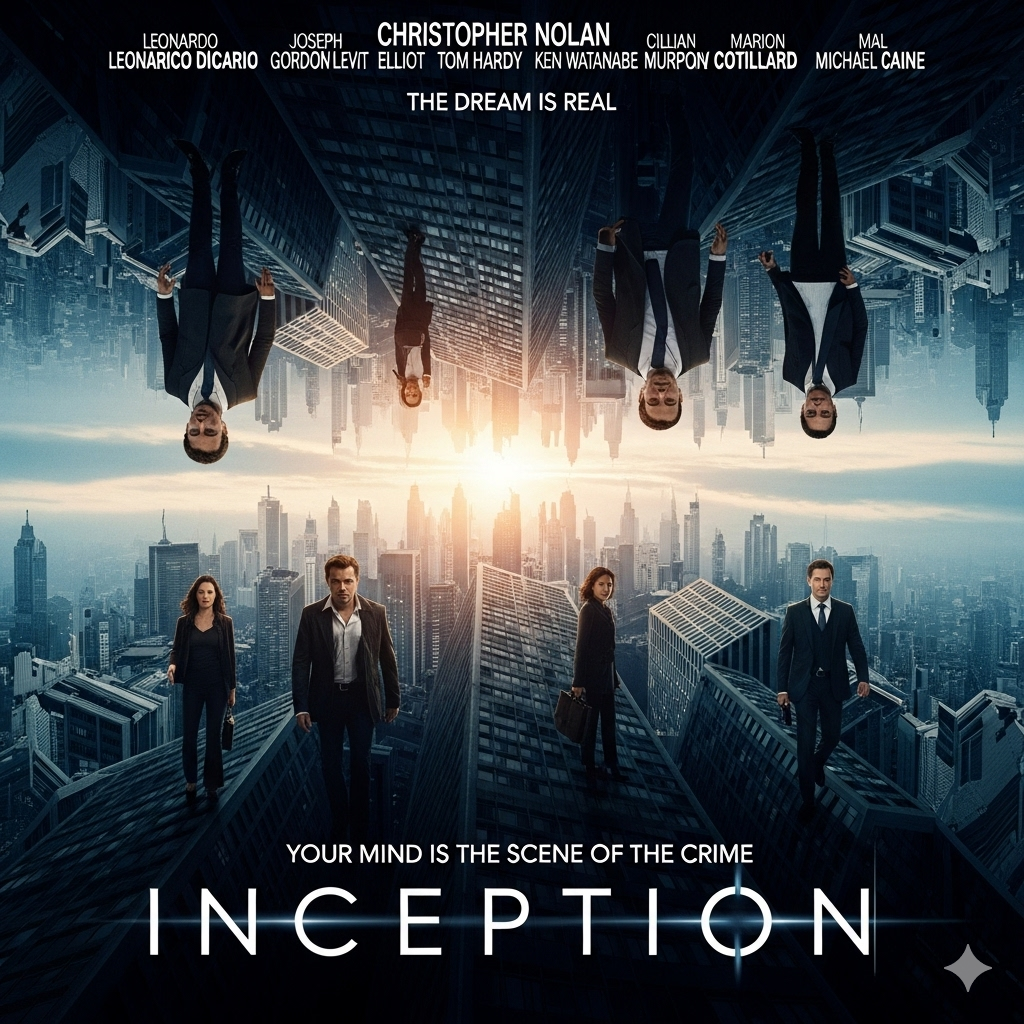 CHRISTOPHER NOLAN
LEONARDO JOSEPH CILLIAN MARION MAL
LEONARICO DICARIO GORDON LEVIT ELLIOT TOM HARDY KEN WATANABE MURPON COTILLARD MICHAEL CAINE
THE DREAM IS REAL
YOUR MIND IS THE SCENE OF THE CRIME
INCEPTION